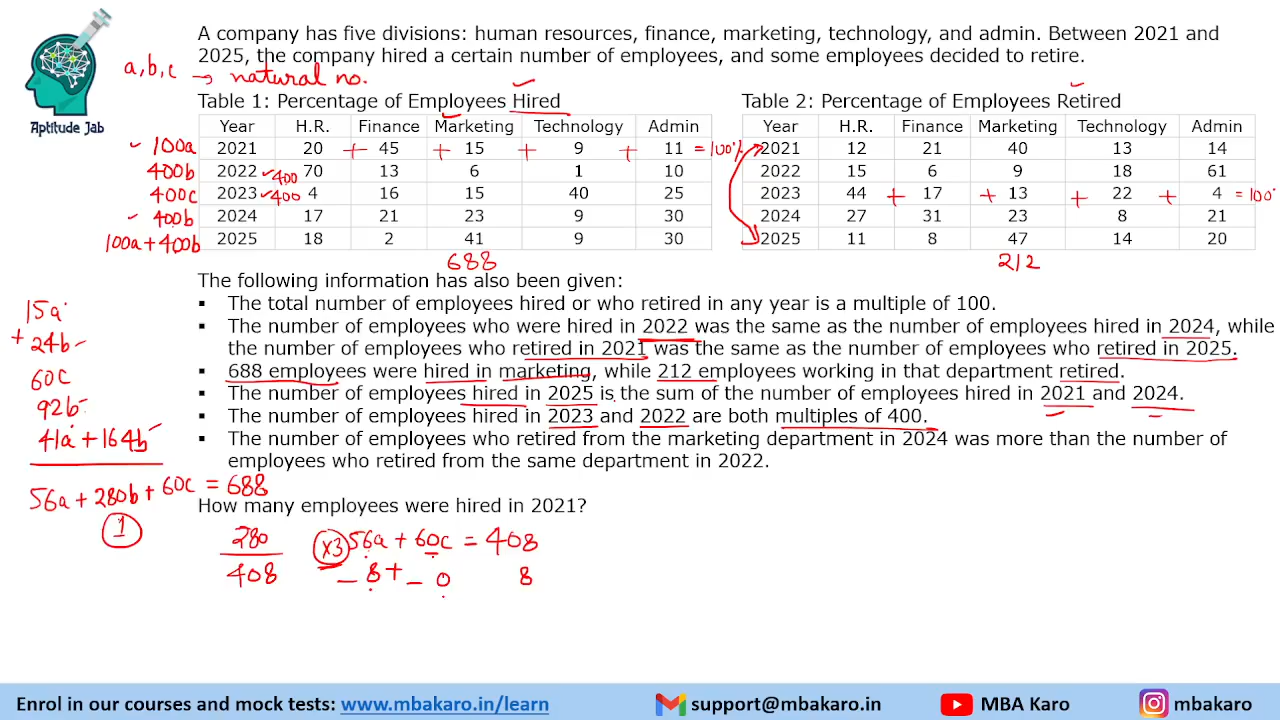 A company has five divisions: human resources, finance, marketing, technology, and admin. Between 2021 and
2025, the company hired a certain number of employees, and some employees decided to retire.
a, b, c → natural no.
Aptitude Jab
Table 1: Percentage of Employees Hired
Year H.R. Finance Marketing Technology Admin
100a 2021 20 + 45 + 15 + 9 + 11 = 100%
400b 2022 400 70 13 6 1 10
400c 2023 400 4 16 15 40 25
400b 2024 17 21 23 9 30
100a + 400b 2025 18 2 41 9 30
688
Table 2: Percentage of Employees Retired
Year H.R. Finance Marketing Technology Admin
2021 12 21 40 13 14
2022 15 6 9 18 61
2023 44 + 17 + 13 + 22 + 4 = 100%
2024 27 31 23 8 21
2025 11 8 47 14 20
212
The following information has also been given:
▪ The total number of employees hired or who retired in any year is a multiple of 100.
▪ The number of employees who were hired in 2022 was the same as the number of employees hired in 2024, while
the number of employees who retired in 2021 was the same as the number of employees who retired in 2025.
▪ 688 employees were hired in marketing, while 212 employees working in that department retired.
▪ The number of employees hired in 2025 is the sum of the number of employees hired in 2021 and 2024.
▪ The number of employees hired in 2023 and 2022 are both multiples of 400.
▪ The number of employees who retired from the marketing department in 2024 was more than the number of
employees who retired from the same department in 2022.
15a
+ 24b
60c
92b
41a + 164b
56a + 280b + 60c = 688
1
How many employees were hired in 2021?
280
408
x3 56a + 60c = 408
_ 8 + _ 0 8
Enrol in our courses and mock tests: www.mbakaro.in/learn
support@mbakaro.in
MBA Karo
mbakaro